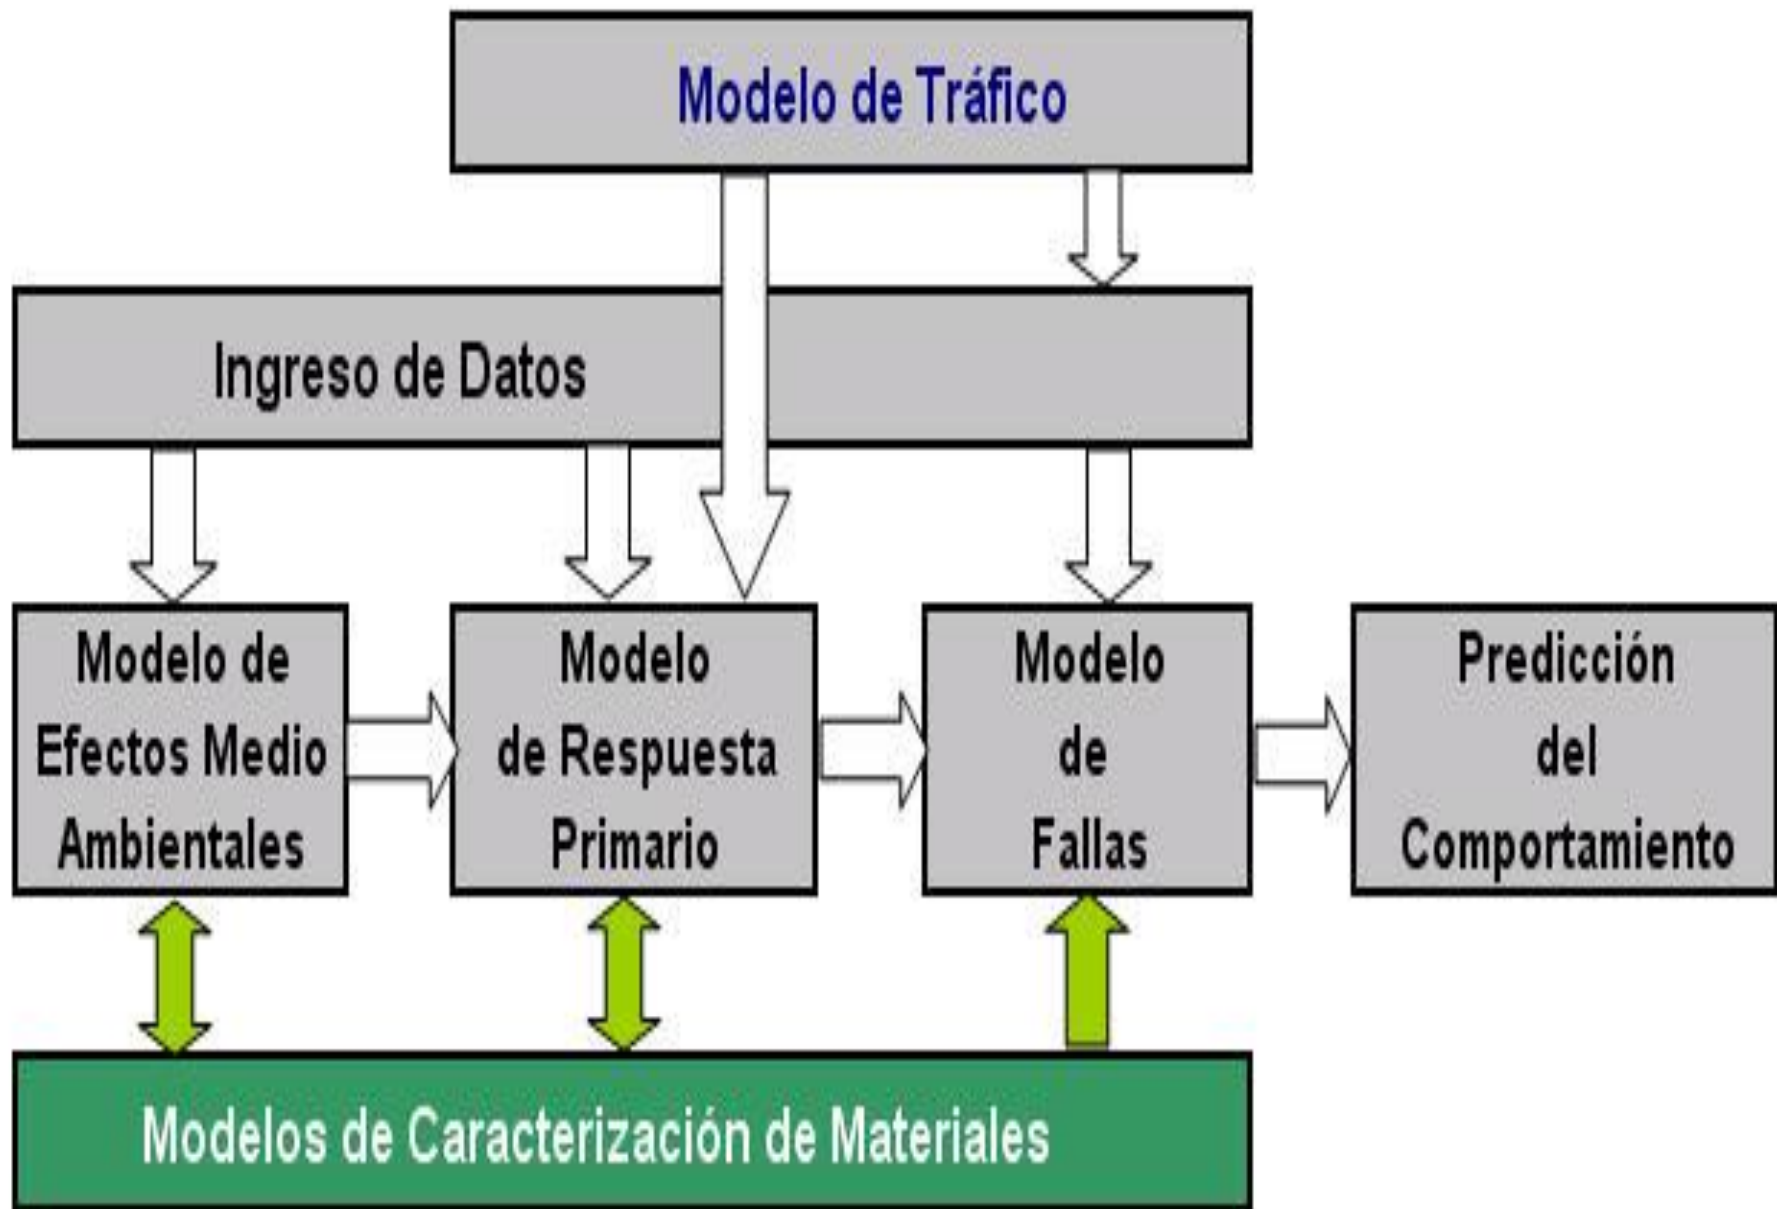 Modelo de Tráfico
Ingreso de Datos
Modelo de
Efectos Medio
Ambientales
Modelo
de Respuesta
Primario
Modelo
de
Fallas
Predicción
del
Comportamiento
Modelos de Caracterización de Materiales